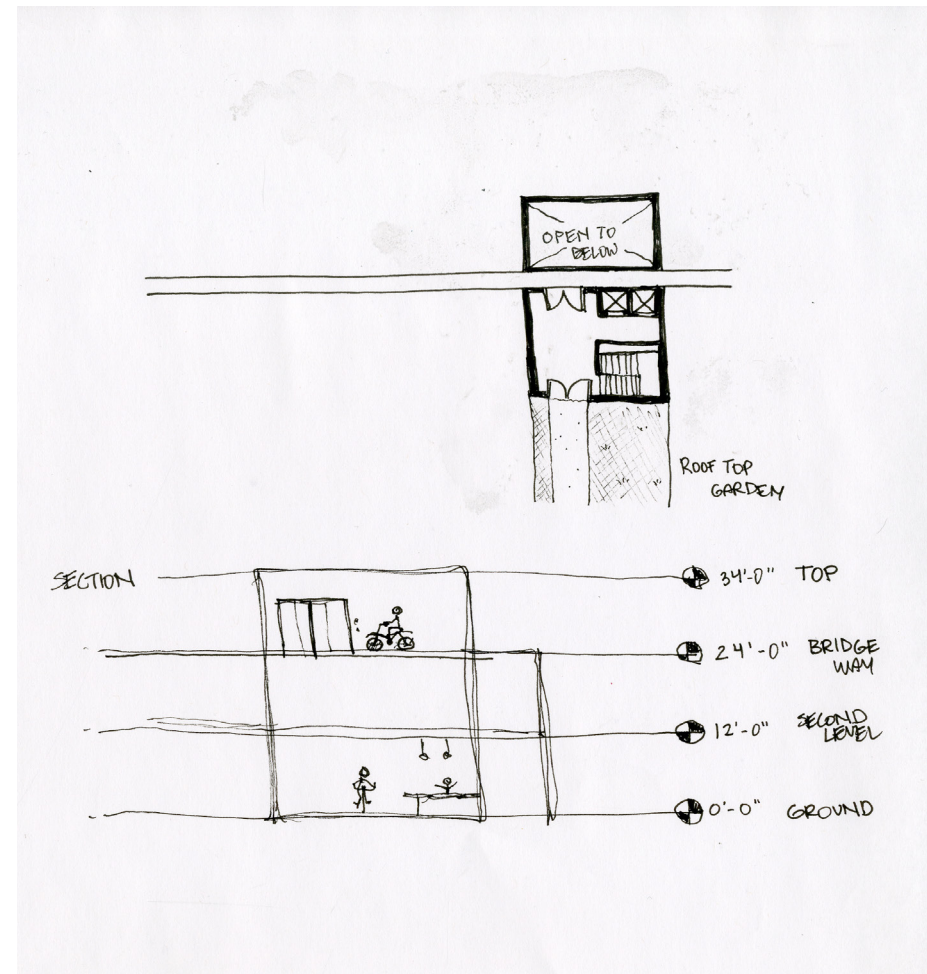 OPEN TO
BELOW
ROOF TOP
GARDEN
SECTION
34'-0" TOP
24'-0" BRIDGE
WAY
12'-0" SECOND
LEVEL
0'-0" GROUND